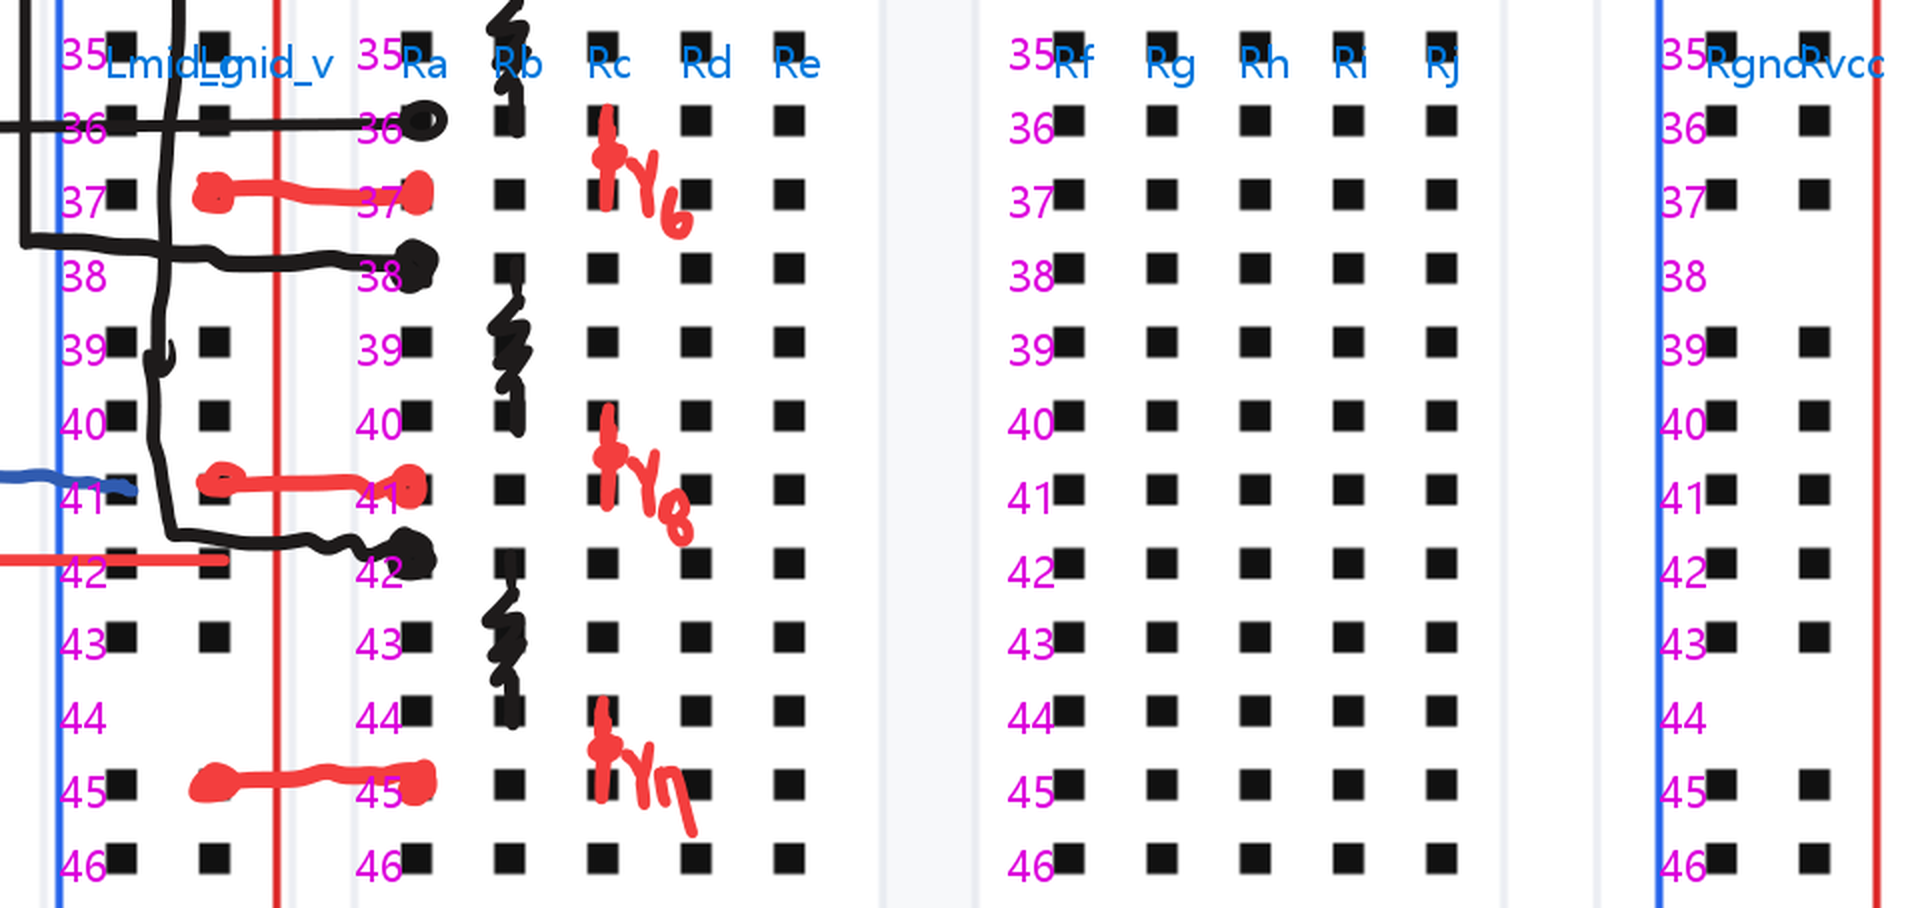 35 Lmid_g Lmid_v 35 Ra Rb Rc Rd Re 35 Rf Rg Rh Ri Rj 35 Rgnd Rvcc
36 36 36 36
Y6
37 37 37 37
38 38 38 38
39 39 39 39
40 40 40 40
Y8
41 41 41 41
42 42 42 42
43 43 43 43
44 44 44 44
Y7
45 45 45 45
46 46 46 46